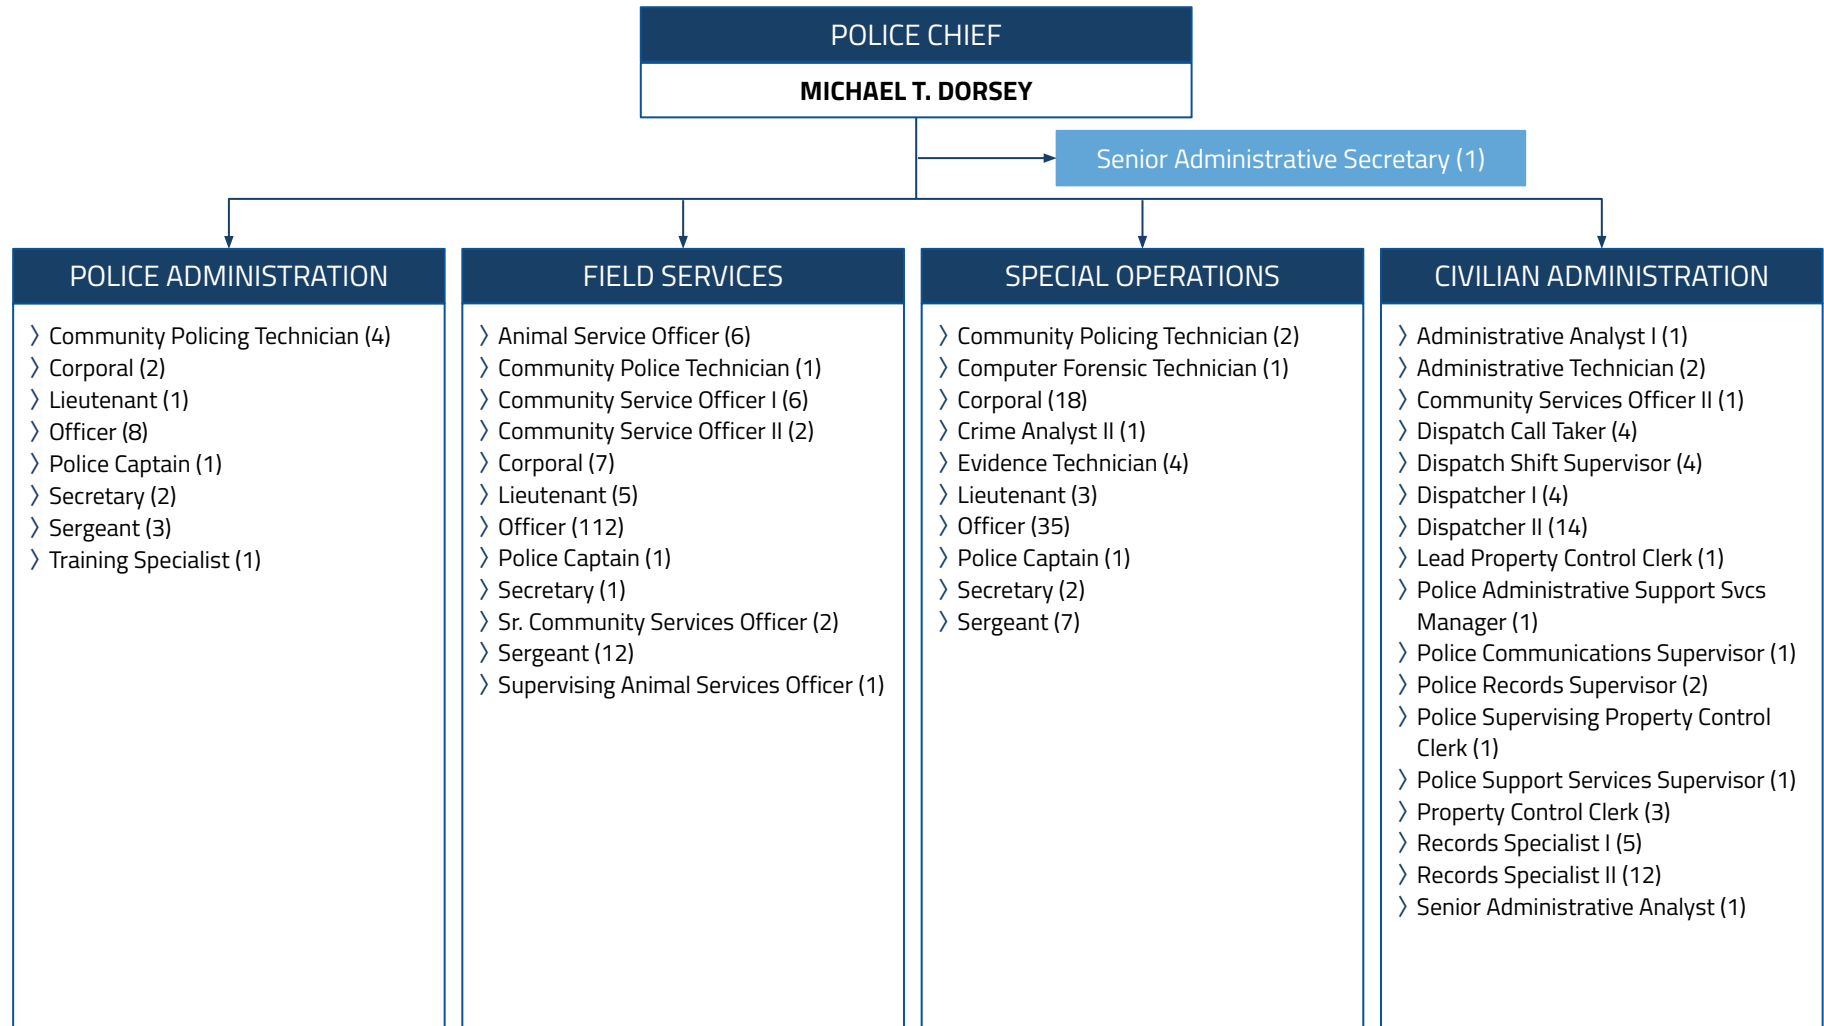 POLICE CHIEF
MICHAEL T. DORSEY
Senior Administrative Secretary (1)
POLICE ADMINISTRATION
Community Policing Technician (4)
Corporal (2)
Lieutenant (1)
Officer (8)
Police Captain (1)
Secretary (2)
Sergeant (3)
Training Specialist (1)
FIELD SERVICES
Animal Service Officer (6)
Community Police Technician (1)
Community Service Officer I (6)
Community Service Officer II (2)
Corporal (7)
Lieutenant (5)
Officer (112)
Police Captain (1)
Secretary (1)
Sr. Community Services Officer (2)
Sergeant (12)
Supervising Animal Services Officer (1)
SPECIAL OPERATIONS
Community Policing Technician (2)
Computer Forensic Technician (1)
Corporal (18)
Crime Analyst II (1)
Evidence Technician (4)
Lieutenant (3)
Officer (35)
Police Captain (1)
Secretary (2)
Sergeant (7)
CIVILIAN ADMINISTRATION
Administrative Analyst I (1)
Administrative Technician (2)
Community Services Officer II (1)
Dispatch Call Taker (4)
Dispatch Shift Supervisor (4)
Dispatcher I (4)
Dispatcher II (14)
Lead Property Control Clerk (1)
Police Administrative Support Svcs
Manager (1)
Police Communications Supervisor (1)
Police Records Supervisor (2)
Police Supervising Property Control
Clerk (1)
Police Support Services Supervisor (1)
Property Control Clerk (3)
Records Specialist I (5)
Records Specialist II (12)
Senior Administrative Analyst (1)